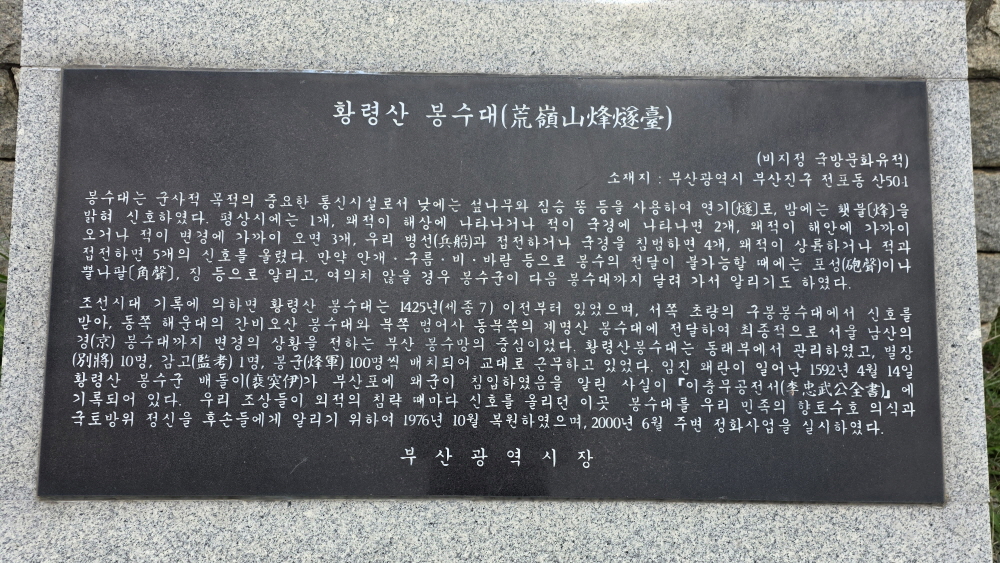 황령산 봉수대(荒嶺山烽燧臺)
(비지정 국방문화유적)
소재지 : 부산광역시 부산진구 전포동 산50-1
봉수대는 군사적 목적의 중요한 통신시설로서 낮에는 섶나무와 짐승 똥 등을 사용하여 연기〔燧〕로, 밤에는 횃불〔烽〕을
밝혀 신호하였다. 평상시에는 1개, 왜적이 해상에 나타나거나 적이 국경에 나타나면 2개, 왜적이 해안에 가까이
오거나 적이 변경에 가까이 오면 3개, 우리 병선(兵船)과 접전하거나 국경을 침범하면 4개, 왜적이 상륙하거나 적과
접전하면 5개의 신호를 올렸다. 만약 안개·구름·비·바람 등으로 봉수의 전달이 불가능할 때에는 포성(砲聲)이나
뿔나팔〔角聲〕, 징 등으로 알리고, 여의치 않을 경우 봉수군이 다음 봉수대까지 달려 가서 알리기도 하였다.
조선시대 기록에 의하면 황령산 봉수대는 1425년(세종 7) 이전부터 있었으며, 서쪽 초량의 구봉봉수대에서 신호를
받아, 동쪽 해운대의 간비오산 봉수대와 북쪽 범어사 동북쪽의 계명산 봉수대에 전달하여 최종적으로 서울 남산의
경(京) 봉수대까지 변경의 상황을 전하는 부산 봉수망의 중심이었다. 황령산봉수대는 동래부에서 관리하였고, 별장
(別將) 10명, 감고(監考) 1명, 봉군(烽軍) 100명씩 배치되어 교대로 근무하고 있었다. 임진 왜란이 일어난 1592년 4월 14일
황령산 봉수군 배돌이(裵突伊)가 부산포에 왜군이 침입하였음을 알린 사실이 『이충무공전서(李忠武公全書)』에
기록되어 있다. 우리 조상들이 외적의 침략 때마다 신호를 올리던 이곳 봉수대를 우리 민족의 향토수호 의식과
국토방위 정신을 후손들에게 알리기 위하여 1976년 10월 복원하였으며, 2000년 6월 주변 정화사업을 실시하였다.
부산광역시장